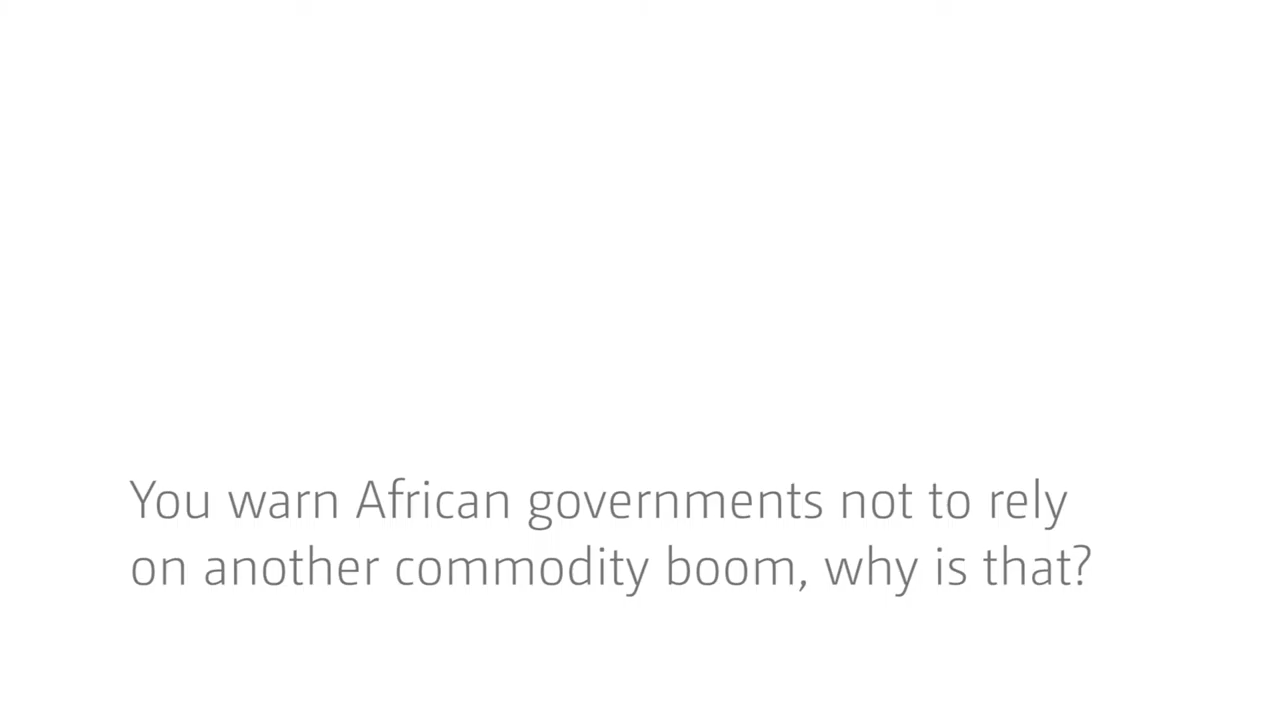 You warn African governments not to rely
on another commodity boom, why is that?